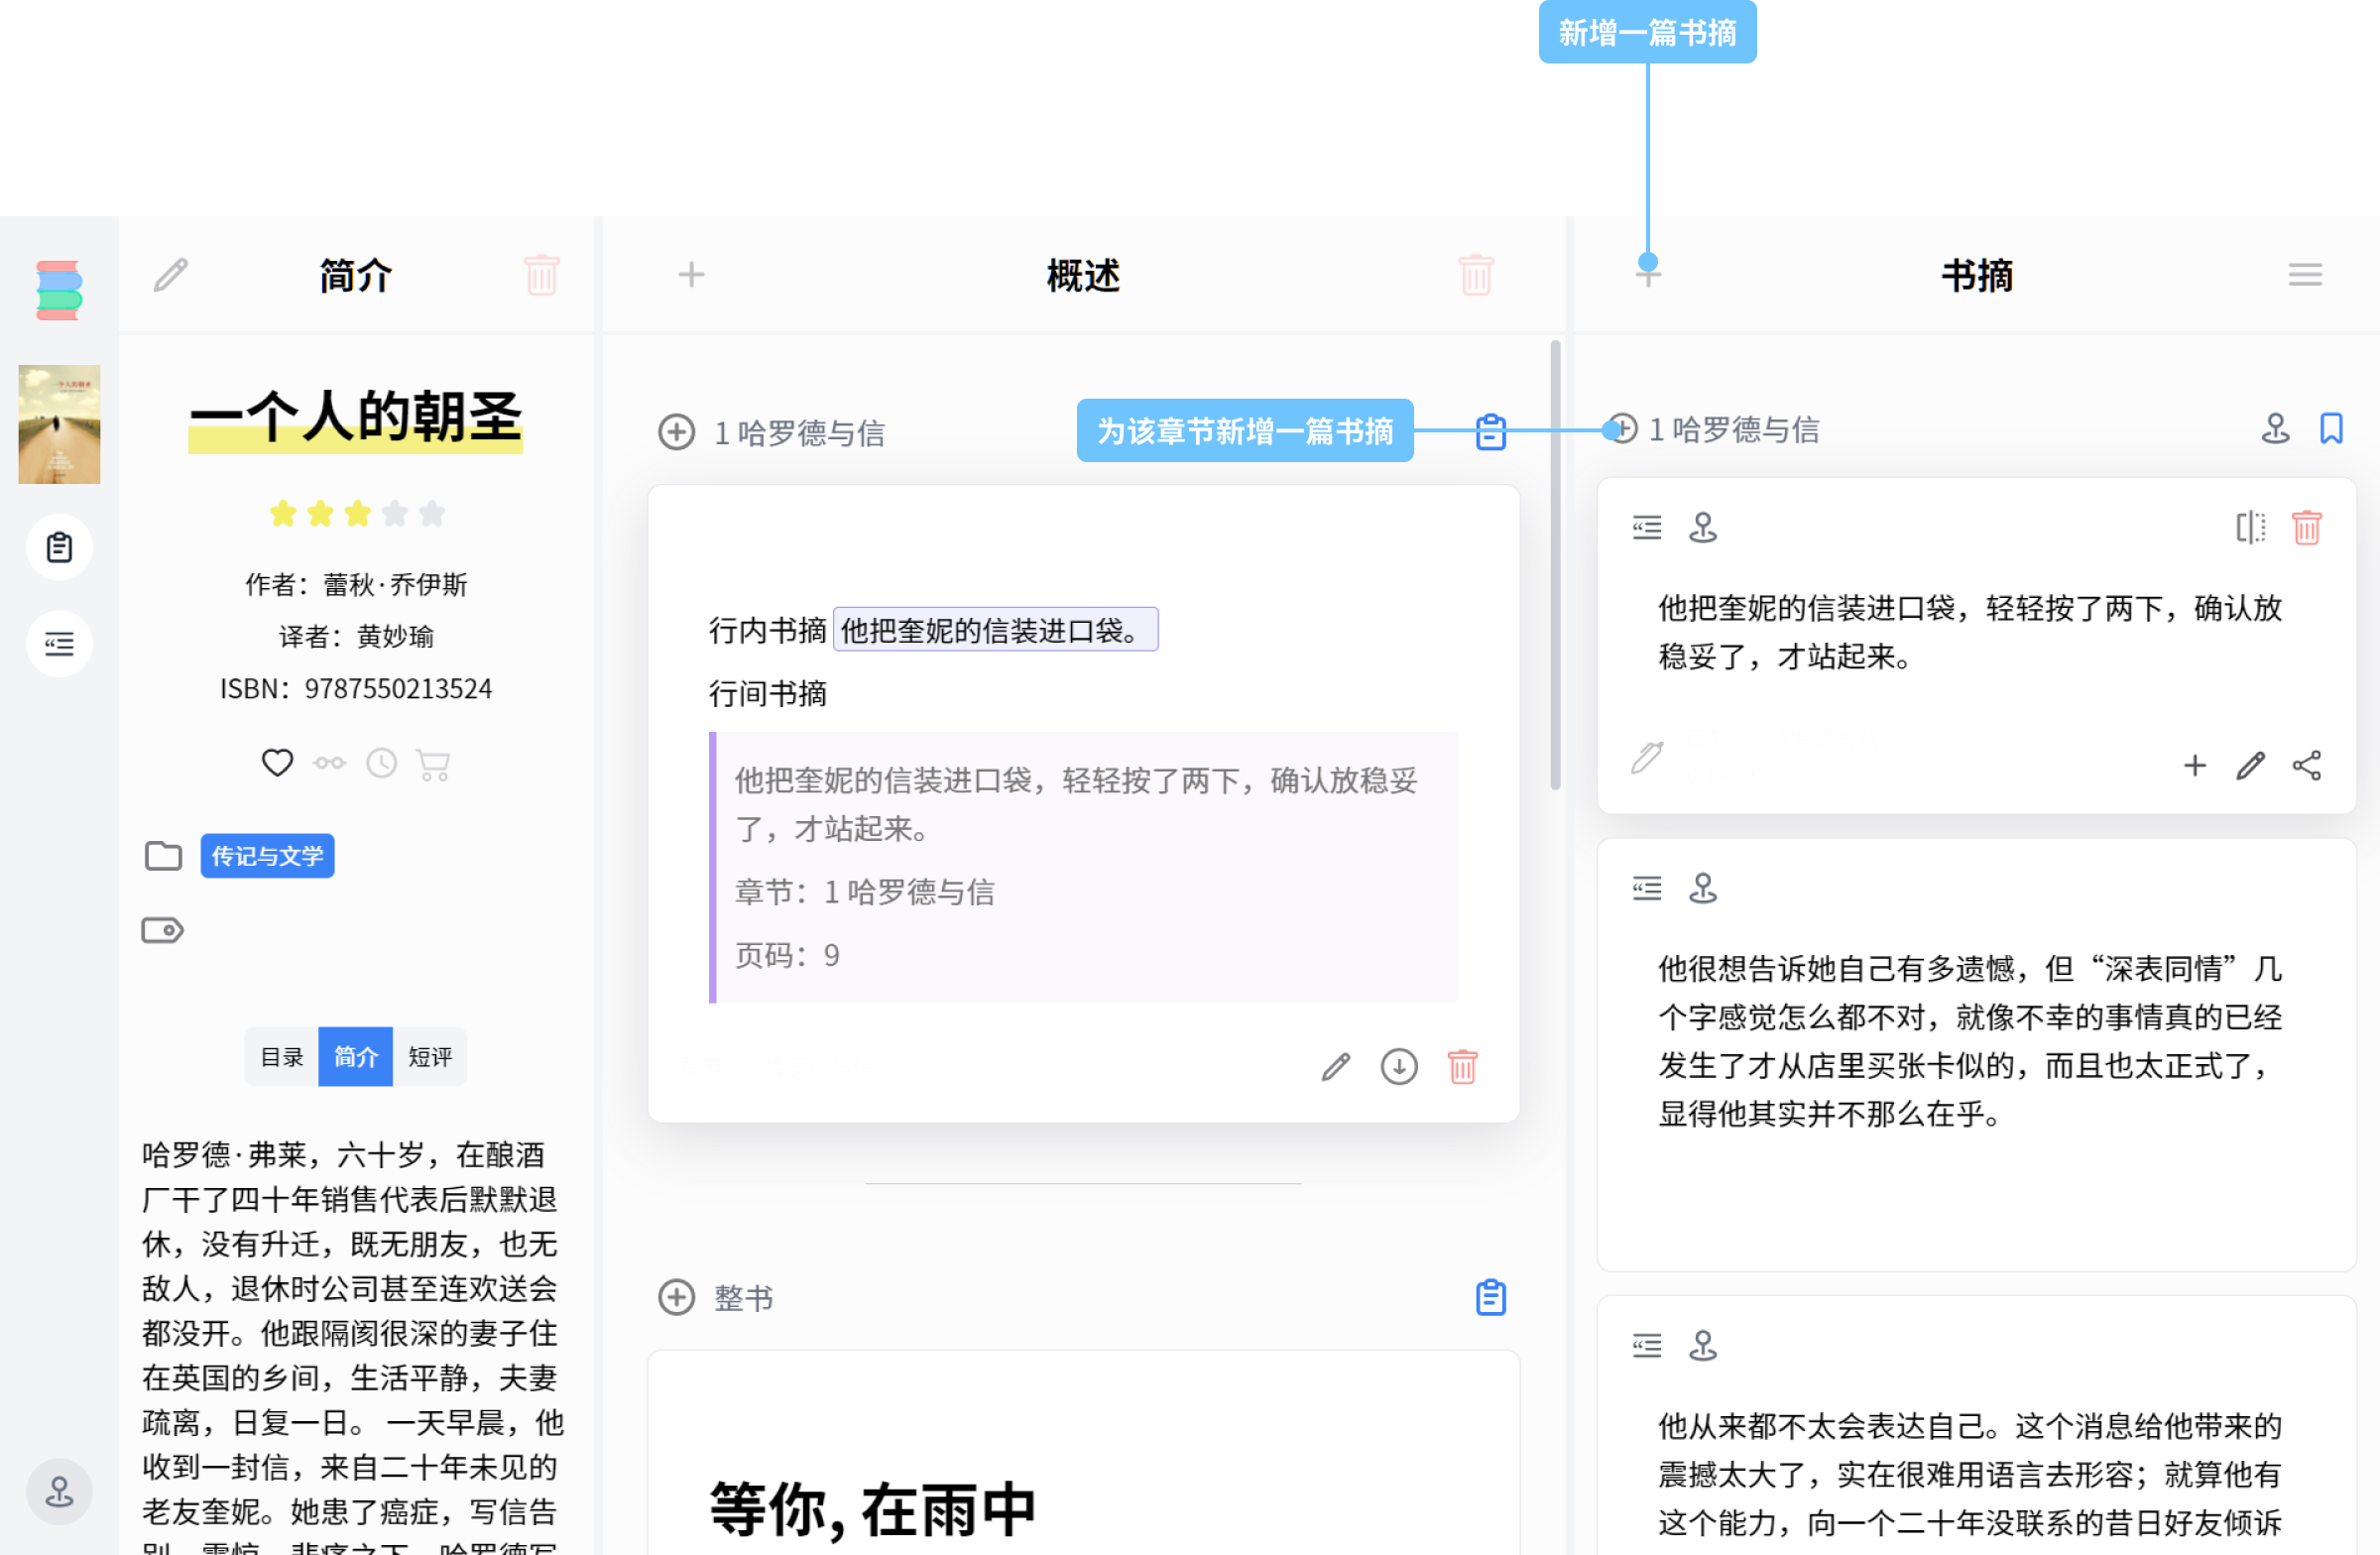 新增一篇书摘
简介
概述
书摘
一个人的朝圣
作者：蕾秋·乔伊斯
译者：黄妙瑜
ISBN：9787550213524
传记与文学
目录 简介 短评
哈罗德·弗莱，六十岁，在酿酒
厂干了四十年销售代表后默默退
休，没有升迁，既无朋友，也无
敌人，退休时公司甚至连欢送会
都没开。他跟隔阂很深的妻子住
在英国的乡间，生活平静，夫妻
疏离，日复一日。 一天早晨，他
收到一封信，来自二十年未见的
老友奎妮。她患了癌症，写信告
1 哈罗德与信
为该章节新增一篇书摘
行内书摘 他把奎妮的信装进口袋。
行间书摘
他把奎妮的信装进口袋，轻轻按了两下，确认放稳妥
了，才站起来。
章节：1 哈罗德与信
页码：9
整书
等你, 在雨中
1 哈罗德与信
他把奎妮的信装进口袋，轻轻按了两下，确认放
稳妥了，才站起来。
他很想告诉她自己有多遗憾，但“深表同情”几
个字感觉怎么都不对，就像不幸的事情真的已经
发生了才从店里买张卡似的，而且也太正式了，
显得他其实并不那么在乎。
他从来都不太会表达自己。这个消息给他带来的
震撼太大了，实在很难用语言去形容；就算他有
这个能力，向一个二十年没联系的昔日好友倾诉